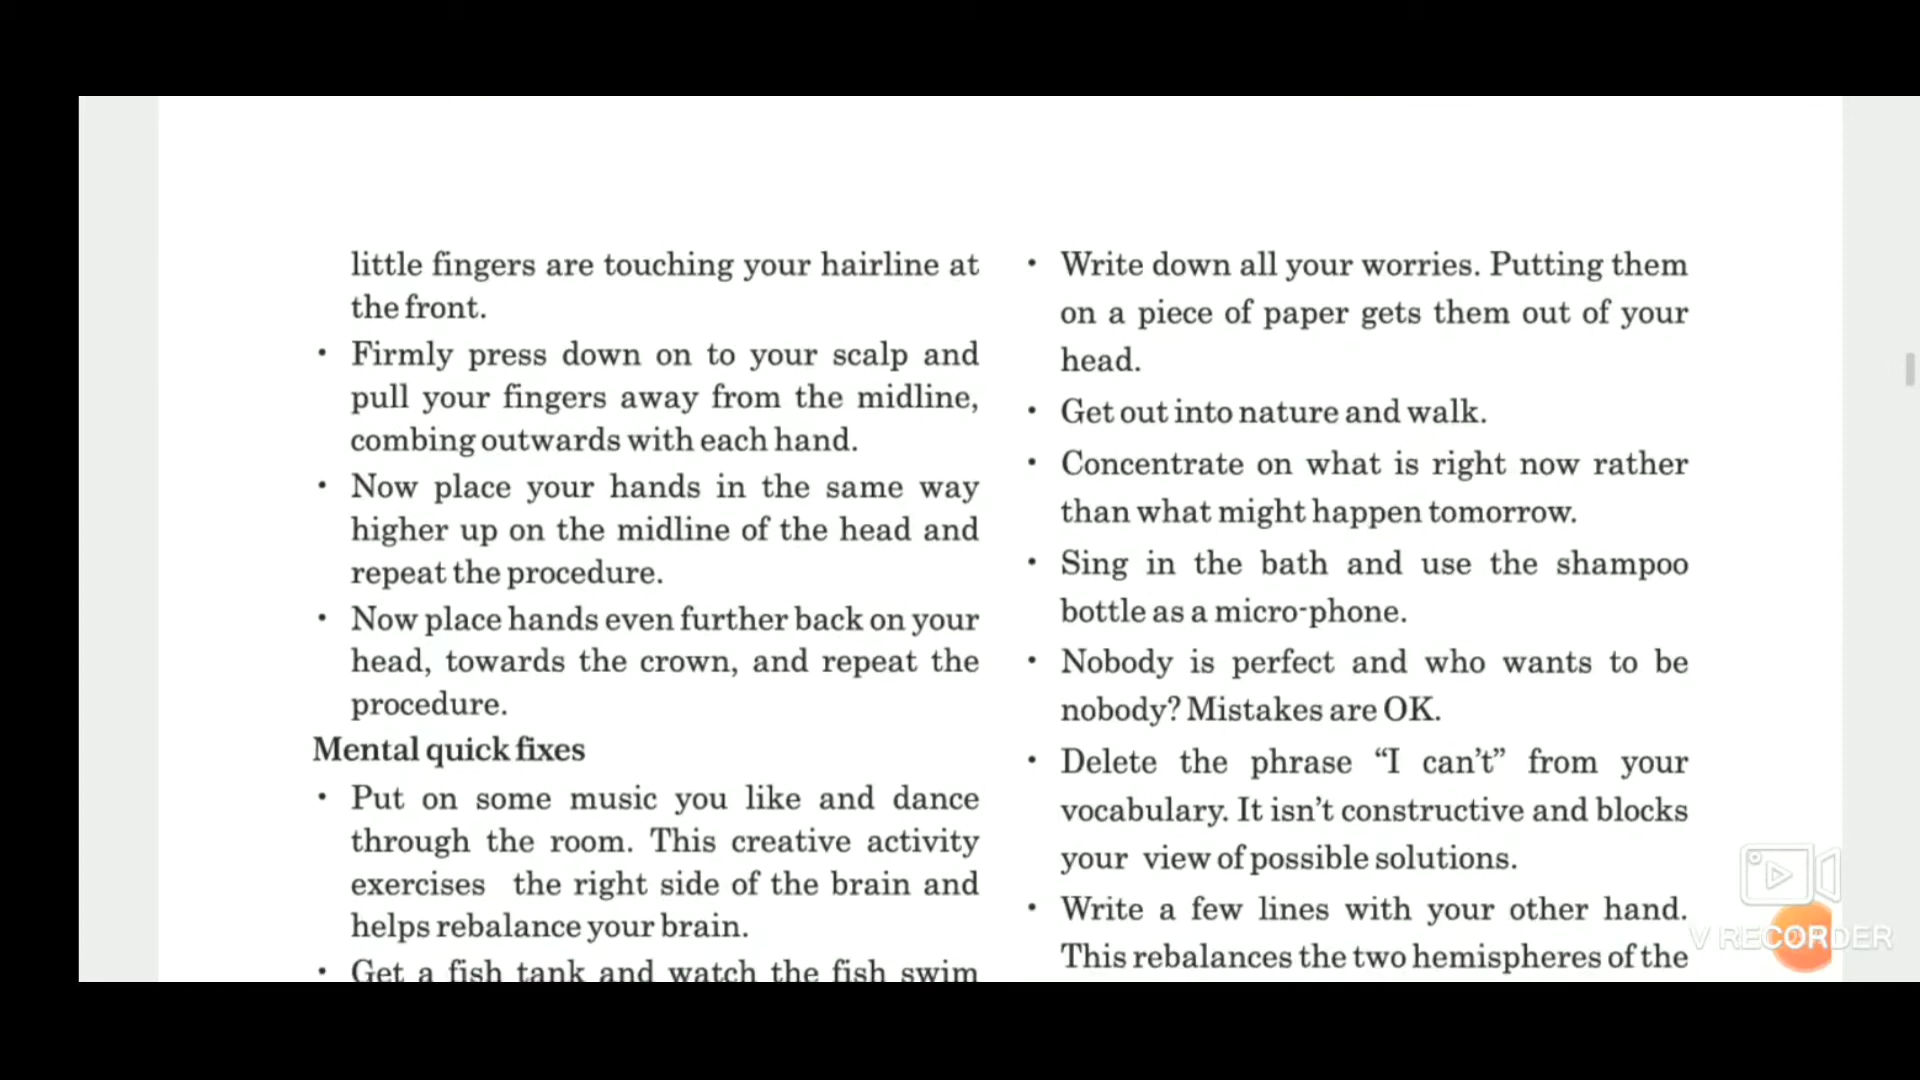 little fingers are touching your hairline at
the front.
• Firmly press down on to your scalp and
pull your fingers away from the midline,
combing outwards with each hand.
• Now place your hands in the same way
higher up on the midline of the head and
repeat the procedure.
• Now place hands even further back on your
head, towards the crown, and repeat the
procedure.
Mental quick fixes
• Put on some music you like and dance
through the room. This creative activity
exercises the right side of the brain and
helps rebalance your brain.
• Get a fish tank and watch the fish swim
• Write down all your worries. Putting them
on a piece of paper gets them out of your
head.
• Get out into nature and walk.
• Concentrate on what is right now rather
than what might happen tomorrow.
• Sing in the bath and use the shampoo
bottle as a micro-phone.
• Nobody is perfect and who wants to be
nobody? Mistakes are OK.
• Delete the phrase “I can’t” from your
vocabulary. It isn’t constructive and blocks
your view of possible solutions.
• Write a few lines with your other hand.
This rebalances the two hemispheres of the
V RECORDER